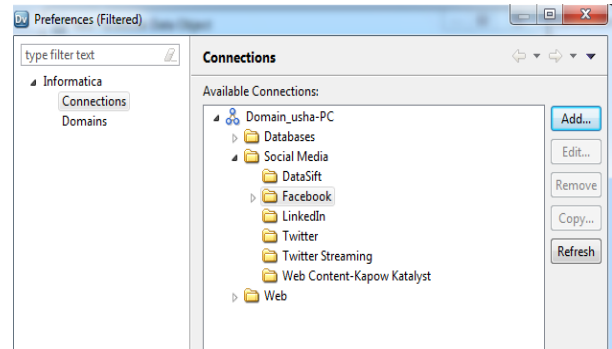 Dv Preferences (Filtered)
type filter text
Informatica
Connections
Domains
Connections
Available Connections:
Domain_usha-PC
Databases
Social Media
DataSift
Facebook
LinkedIn
Twitter
Twitter Streaming
Web Content-Kapow Katalyst
Web
Add...
Edit...
Remove
Copy...
Refresh